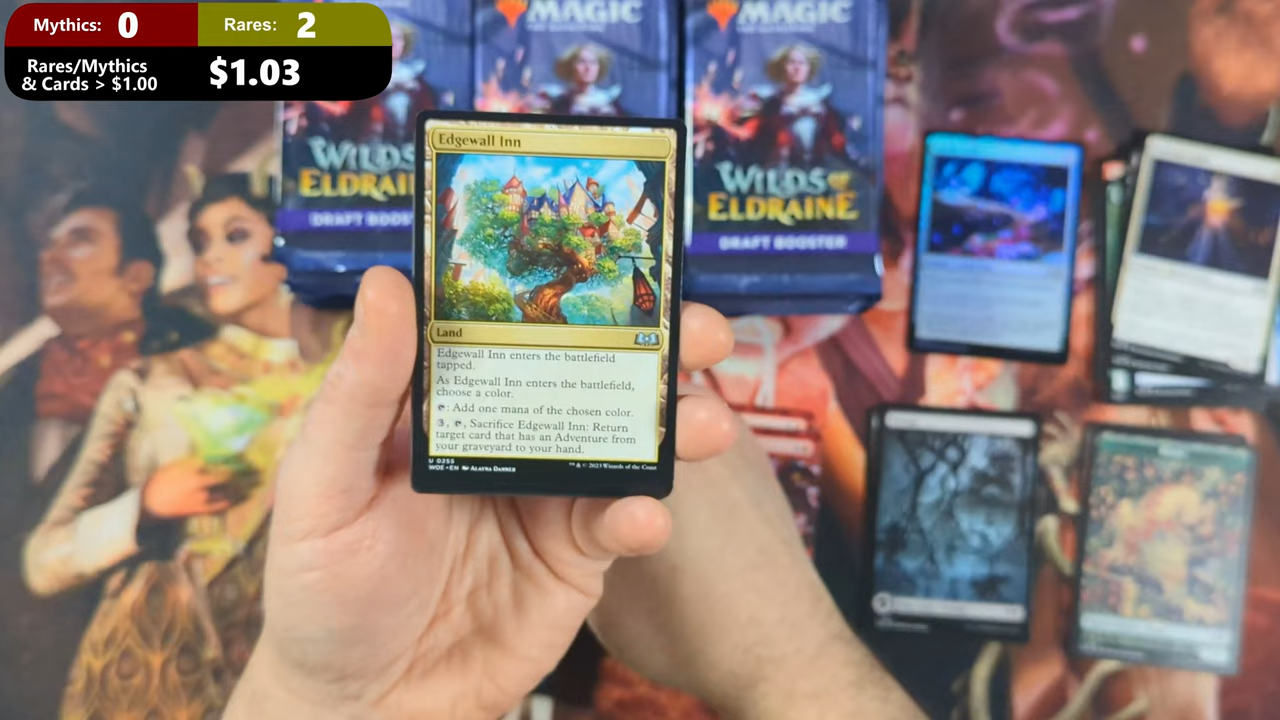 Mythics: 0 Rares: 2
Rares/Mythics
& Cards > $1.00 $1.03
MAGIC
MAGIC
WILDS
ELDRAI
DRAFT BOOS
WILDS OF
ELDRAINE
DRAFT BOOSTER
Edgewall Inn
Land
Edgewall Inn enters the battlefield
tapped.
As Edgewall Inn enters the battlefield,
choose a color.
: Add one mana of the chosen color.
3, , Sacrifice Edgewall Inn: Return
target card that has an Adventure from
your graveyard to your hand.
U 0255
WOE • EN Alayna Danner
™ & © 2023 Wizards of the Coast